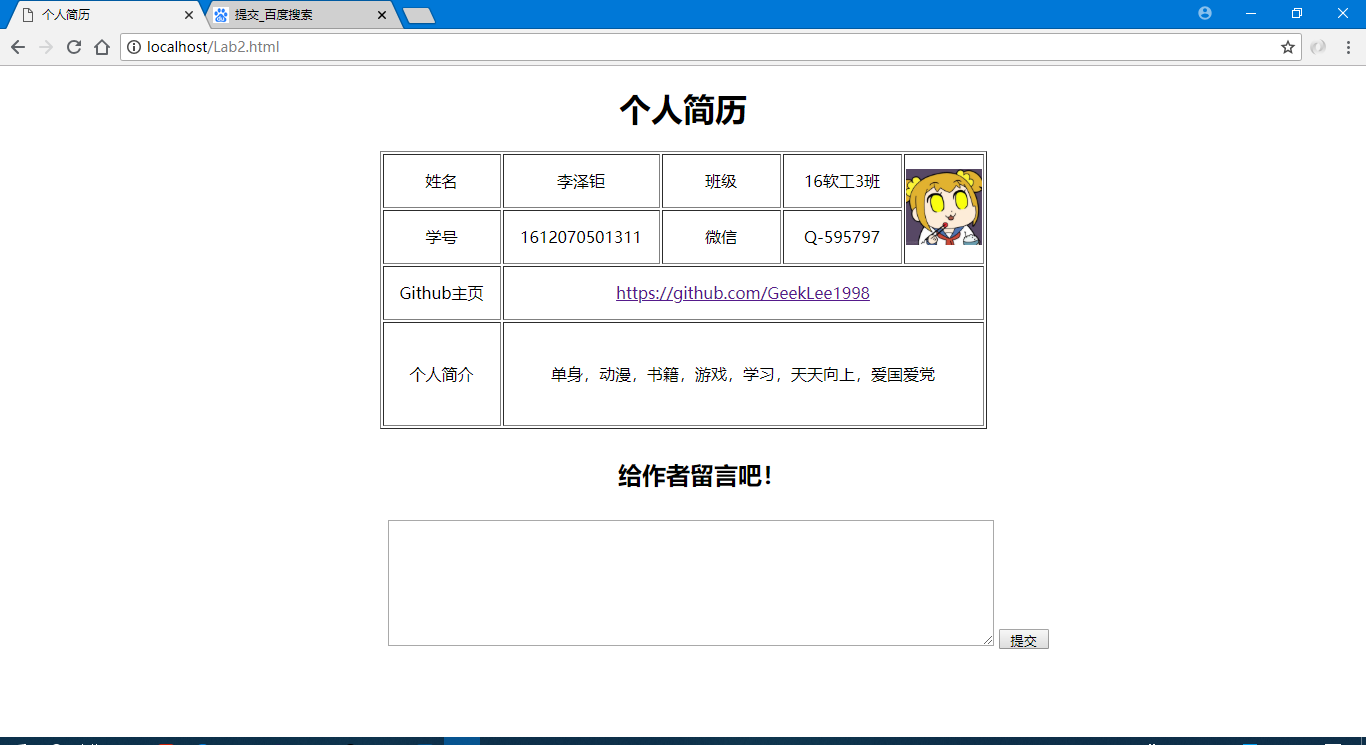 个人简历
提交_百度搜索
localhost/Lab2.html
个人简历
姓名 李泽钜 班级 16软工3班
学号 1612070501311 微信 Q-595797
Github主页 https://github.com/GeekLee1998
个人简介 单身，动漫，书籍，游戏，学习，天天向上，爱国爱党
给作者留言吧！
提交